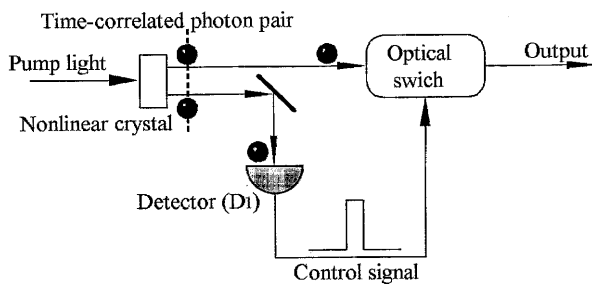 Time-correlated photon pair
Pump light
Optical
swich
Output
Nonlinear crystal
Detector (D1)
Control signal